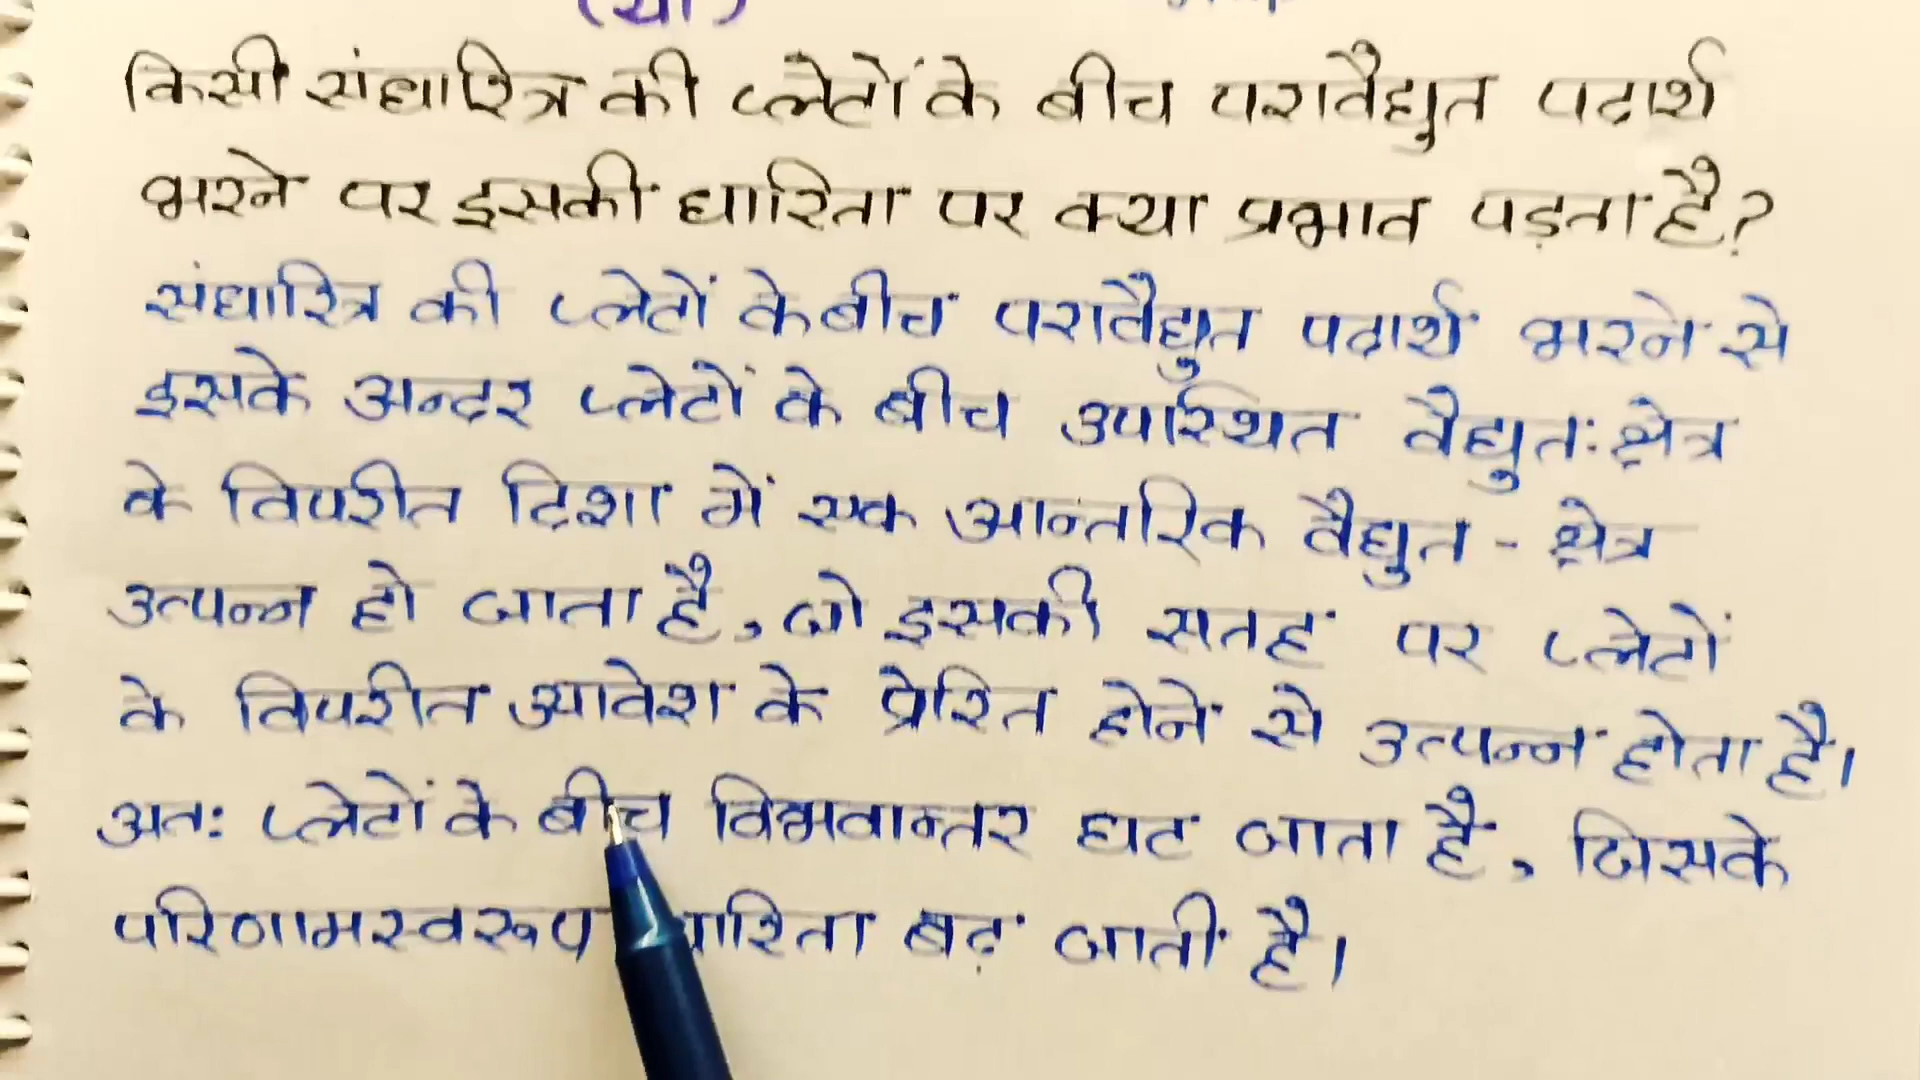 (या)
किसी संधारित्र की प्लेटों के बीच परावैद्युत पदार्थ
भरने पर इसकी धारिता पर क्या प्रभाव पड़ता है?
संधारित्र की प्लेटों के बीच परावैद्युत पदार्थ भरने से
इसके अन्दर प्लेटों के बीच उपस्थित वैद्युत-क्षेत्र
के विपरीत दिशा में एक आन्तरिक वैद्युत - क्षेत्र
उत्पन्न हो जाता है, जो इसकी सतह पर प्लेटों
के विपरीत आवेश के प्रेरित होने से उत्पन्न होता है।
अतः प्लेटों के बीच विभवान्तर घट जाता है, जिसके
परिणामस्वरूप धारिता बढ़ जाती है।